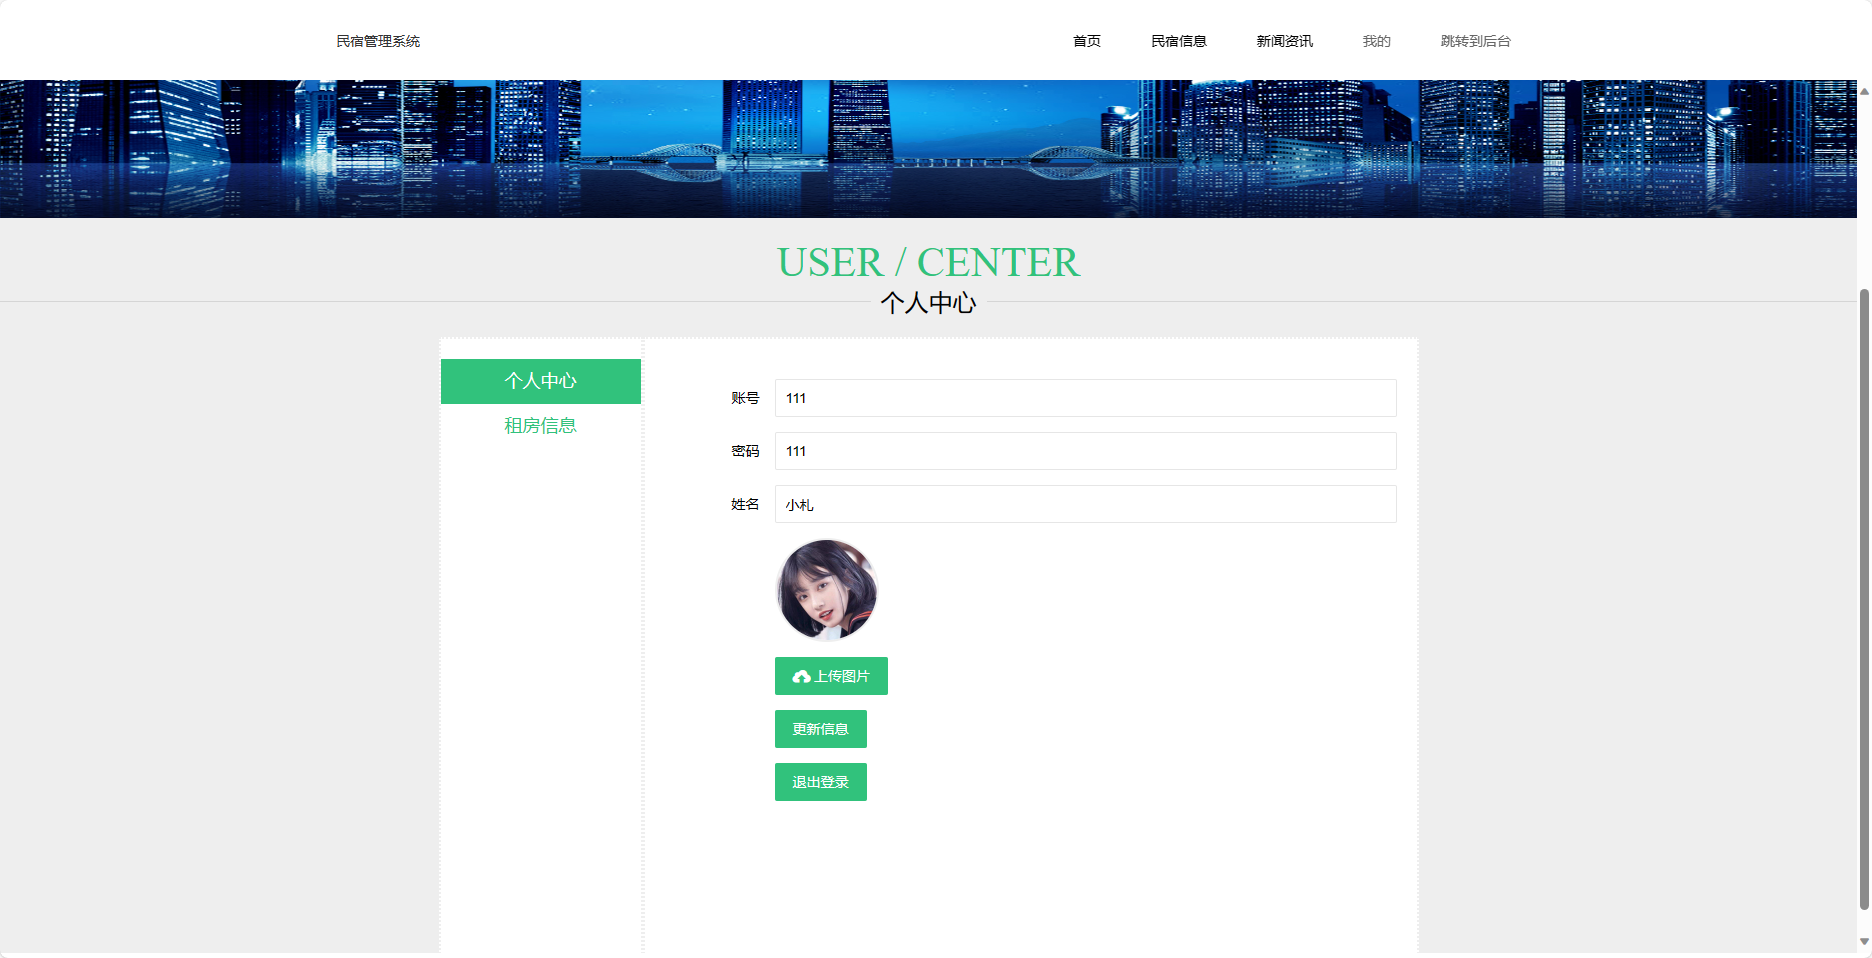 民宿管理系统
首页 民宿信息 新闻资讯 我的 跳转到后台
USER / CENTER
个人中心
个人中心
租房信息
账号 111
密码 111
姓名 小札
上传图片
更新信息
退出登录